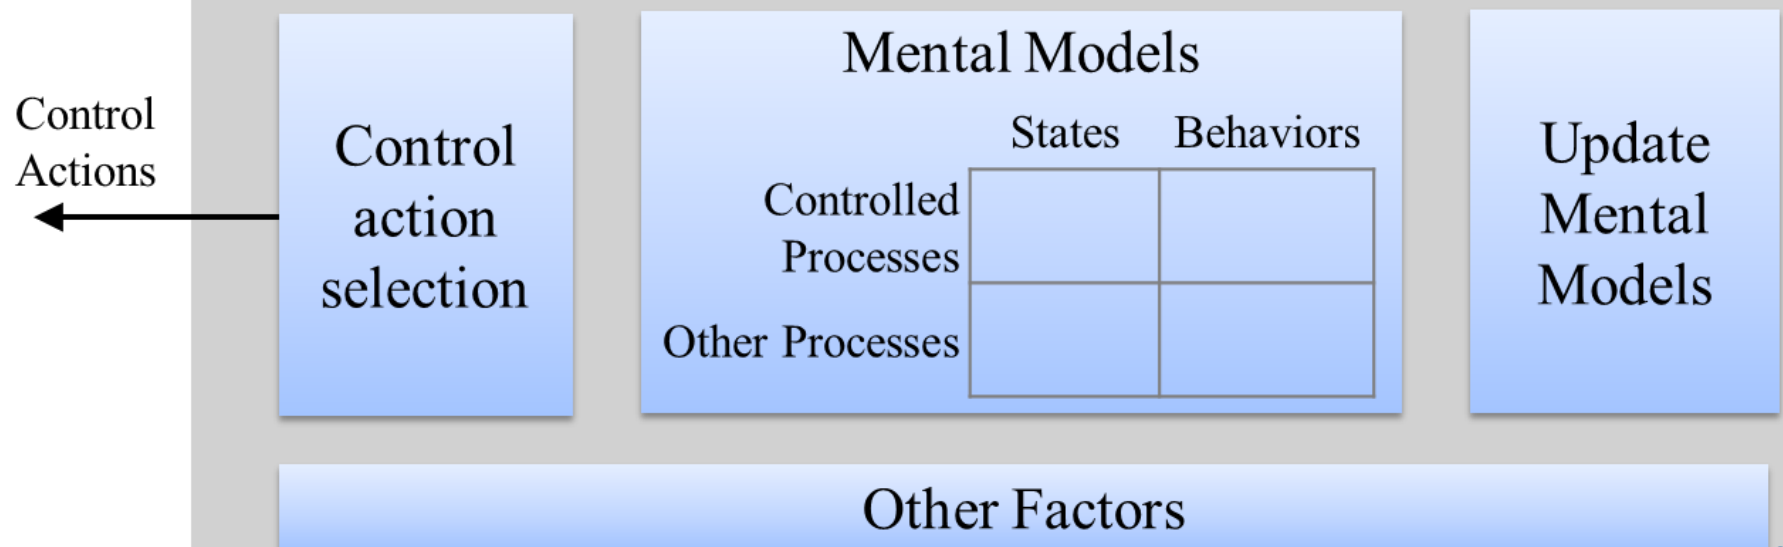 Control
Actions
Control
action
selection
Mental Models
States Behaviors
Controlled
Processes
Other Processes
Update
Mental
Models
Other Factors